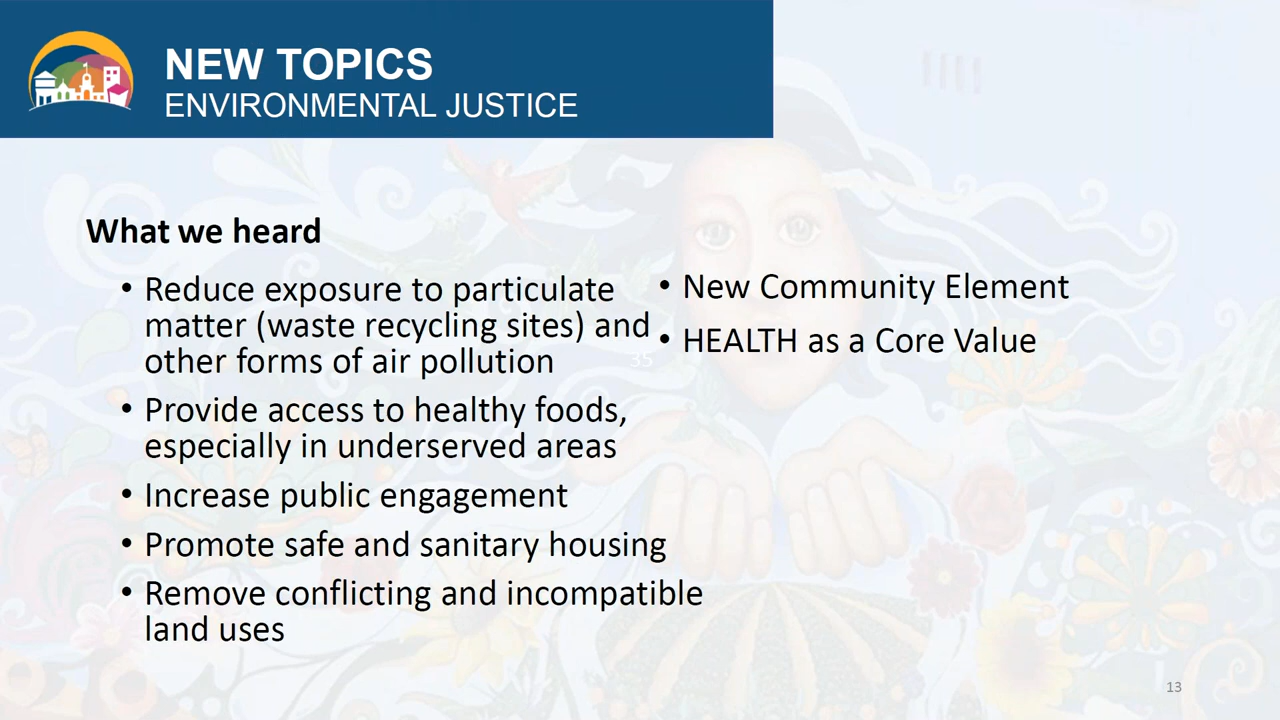 NEW TOPICS
ENVIRONMENTAL JUSTICE
What we heard
• Reduce exposure to particulate
matter (waste recycling sites) and
other forms of air pollution
• Provide access to healthy foods,
especially in underserved areas
• Increase public engagement
• Promote safe and sanitary housing
• Remove conflicting and incompatible
land uses
• New Community Element
• HEALTH as a Core Value
35
13